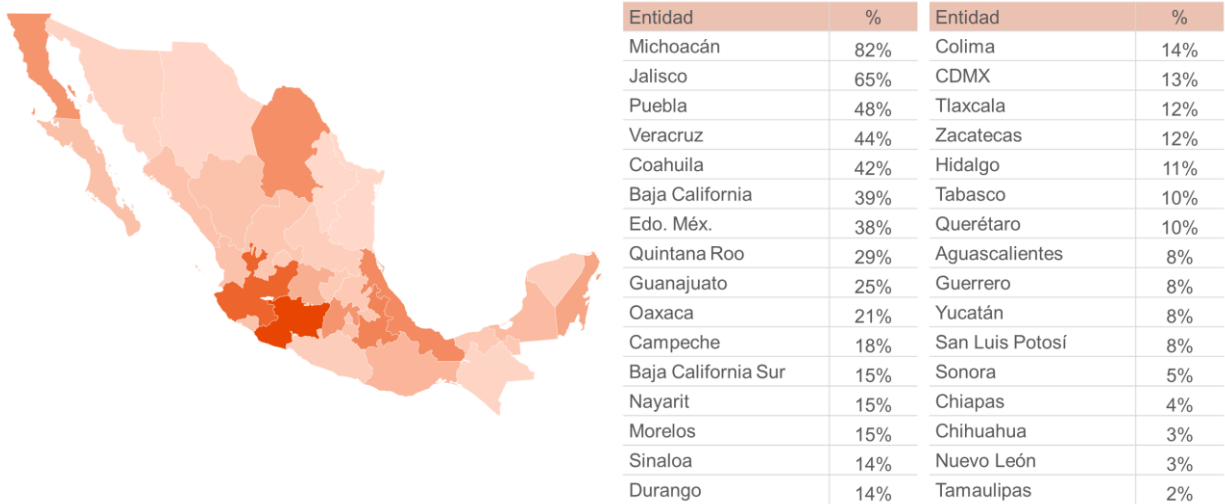 Entidad % Entidad %
Michoacán 82% Colima 14%
Jalisco 65% CDMX 13%
Puebla 48% Tlaxcala 12%
Veracruz 44% Zacatecas 12%
Coahuila 42% Hidalgo 11%
Baja California 39% Tabasco 10%
Edo. Méx. 38% Querétaro 10%
Quintana Roo 29% Aguascalientes 8%
Guanajuato 25% Guerrero 8%
Oaxaca 21% Yucatán 8%
Campeche 18% San Luis Potosí 8%
Baja California Sur 15% Sonora 5%
Nayarit 15% Chiapas 4%
Morelos 15% Chihuahua 3%
Sinaloa 14% Nuevo León 3%
Durango 14% Tamaulipas 2%